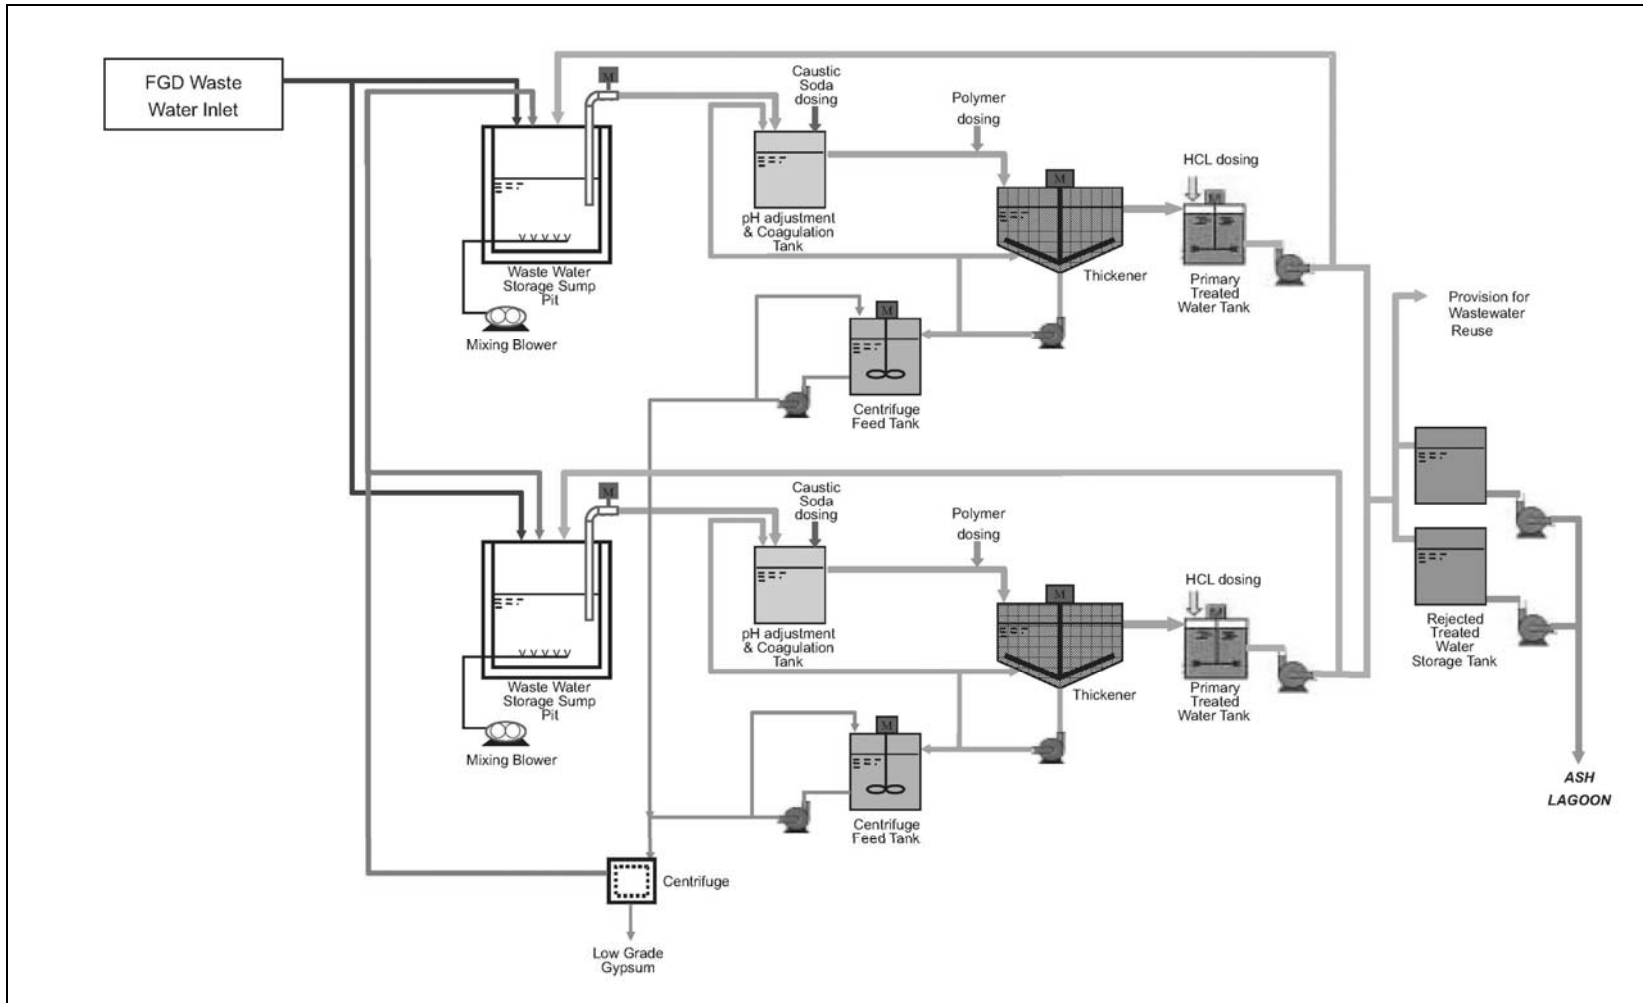 FGD Waste
Water Inlet
M
Caustic
Soda
dosing
Polymer
dosing
M
HCL dosing
M
pH adjustment
& Coagulation
Tank
Waste Water
Storage Sump
Pit
Thickener
Primary
Treated
Water Tank
Provision for
Wastewater
Reuse
M
Mixing Blower
Centrifuge
Feed Tank
M
Caustic
Soda
dosing
Polymer
dosing
M
HCL dosing
M
pH adjustment
& Coagulation
Tank
Rejected
Treated
Water
Storage Tank
Waste Water
Storage Sump
Pit
Thickener
Primary
Treated
Water Tank
M
Mixing Blower
ASH
LAGOON
Centrifuge
Feed Tank
Centrifuge
Low Grade
Gypsum